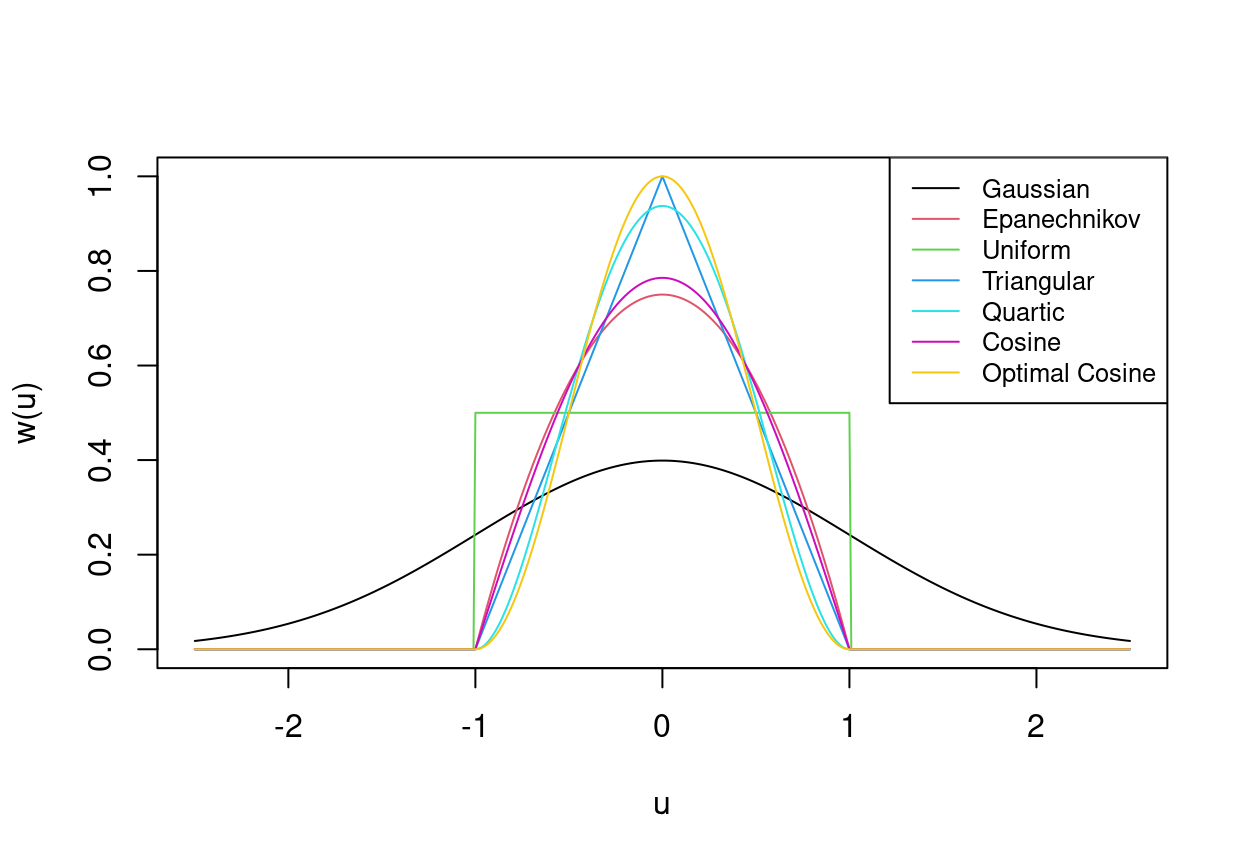 1.0
0.8
0.6
0.4
0.2
0.0
w(u)
Gaussian
Epanechnikov
Uniform
Triangular
Quartic
Cosine
Optimal Cosine
-2 -1 0 1 2
u